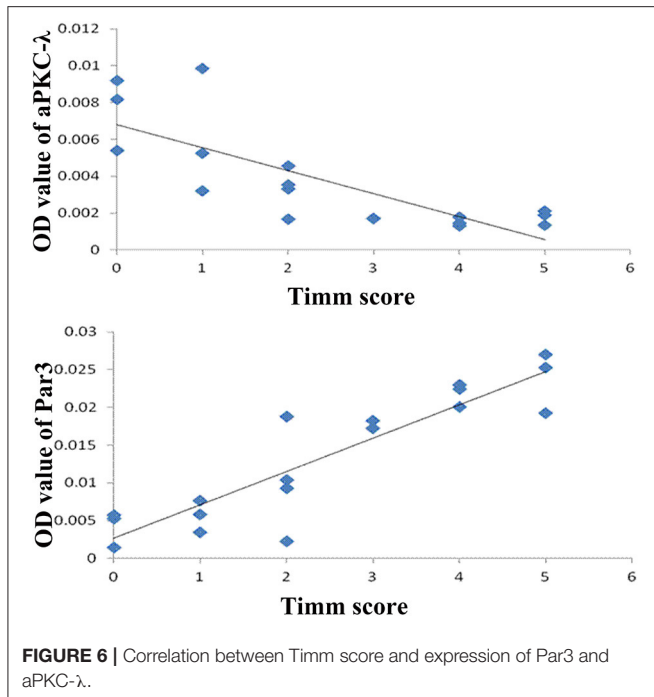 0.012
0.01
0.008
0.006
0.004
0.002
0
OD value of aPKC-λ
0 1 2 3 4 5 6
Timm score
0.03
0.025
0.02
0.015
0.01
0.005
0
OD value of Par3
0 1 2 3 4 5 6
Timm score
FIGURE 6 | Correlation between Timm score and expression of Par3 and
aPKC-λ.